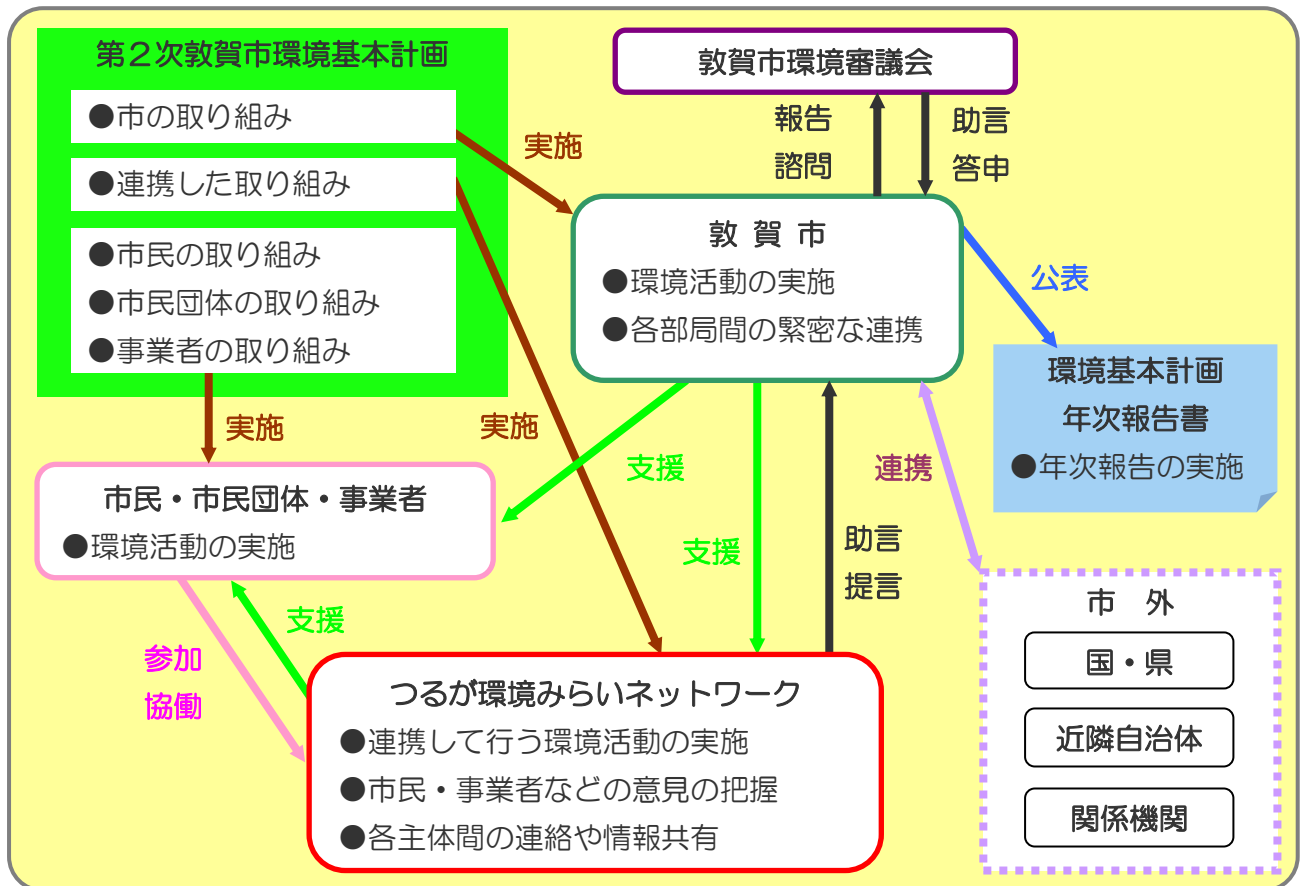 第２次敦賀市環境基本計画
●市の取り組み
●連携した取り組み
●市民の取り組み
●市民団体の取り組み
●事業者の取り組み
敦賀市環境審議会
報告
諮問
助言
答申
実施
敦 賀 市
●環境活動の実施
●各部局間の緊密な連携
公表
環境基本計画
年次報告書
●年次報告の実施
実施
実施
支援
連携
市民・市民団体・事業者
●環境活動の実施
支援
助言
提言
支援
参加
協働
つるが環境みらいネットワーク
●連携して行う環境活動の実施
●市民・事業者などの意見の把握
●各主体間の連絡や情報共有
市 外
国・県
近隣自治体
関係機関